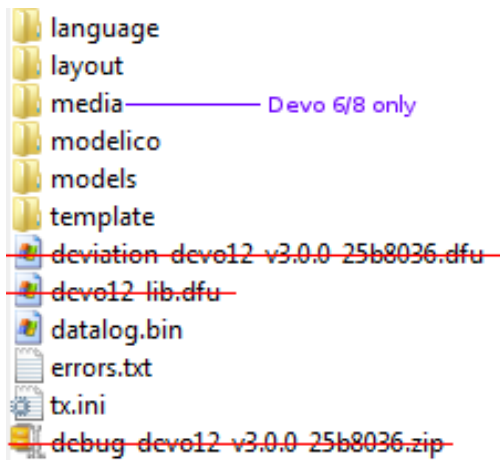 language
layout
media Devo 6/8 only
modelico
models
template
deviation devo12 v3.0.0 25b8036.dfu
devo12 lib.dfu
datalog.bin
errors.txt
tx.ini
debug devo12 v3.0.0 25b8036.zip